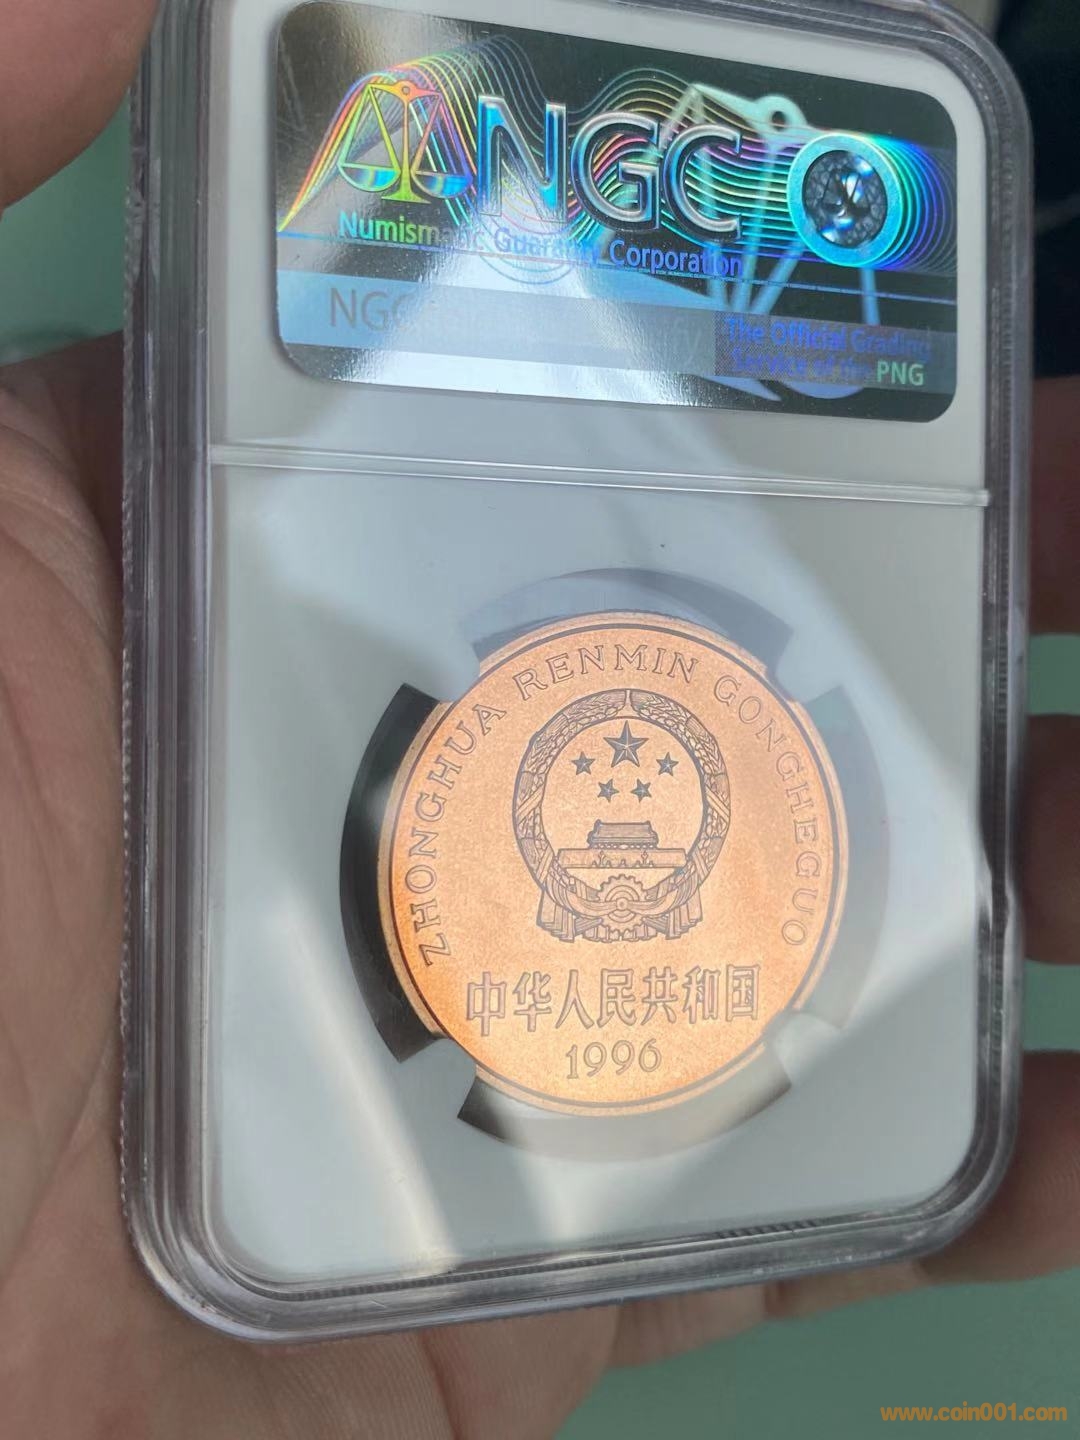 NGC
Numismatic Guaranty Corporation
NGC
The Official Grading
Service of the PNG
ZHONGHUA RENMIN GONGHEGUO
中华人民共和国
1996
www.coin001.com